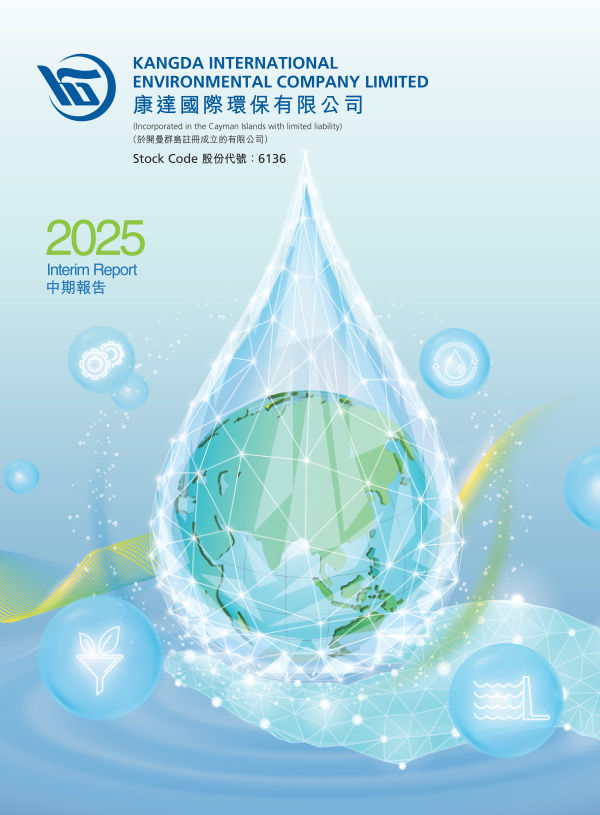 KANGDA INTERNATIONAL
ENVIRONMENTAL COMPANY LIMITED
康達國際環保有限公司
(Incorporated in the Cayman Islands with limited liability)
(於開曼群島註冊成立的有限公司)
Stock Code 股份代號：6136
2025
Interim Report
中期報告